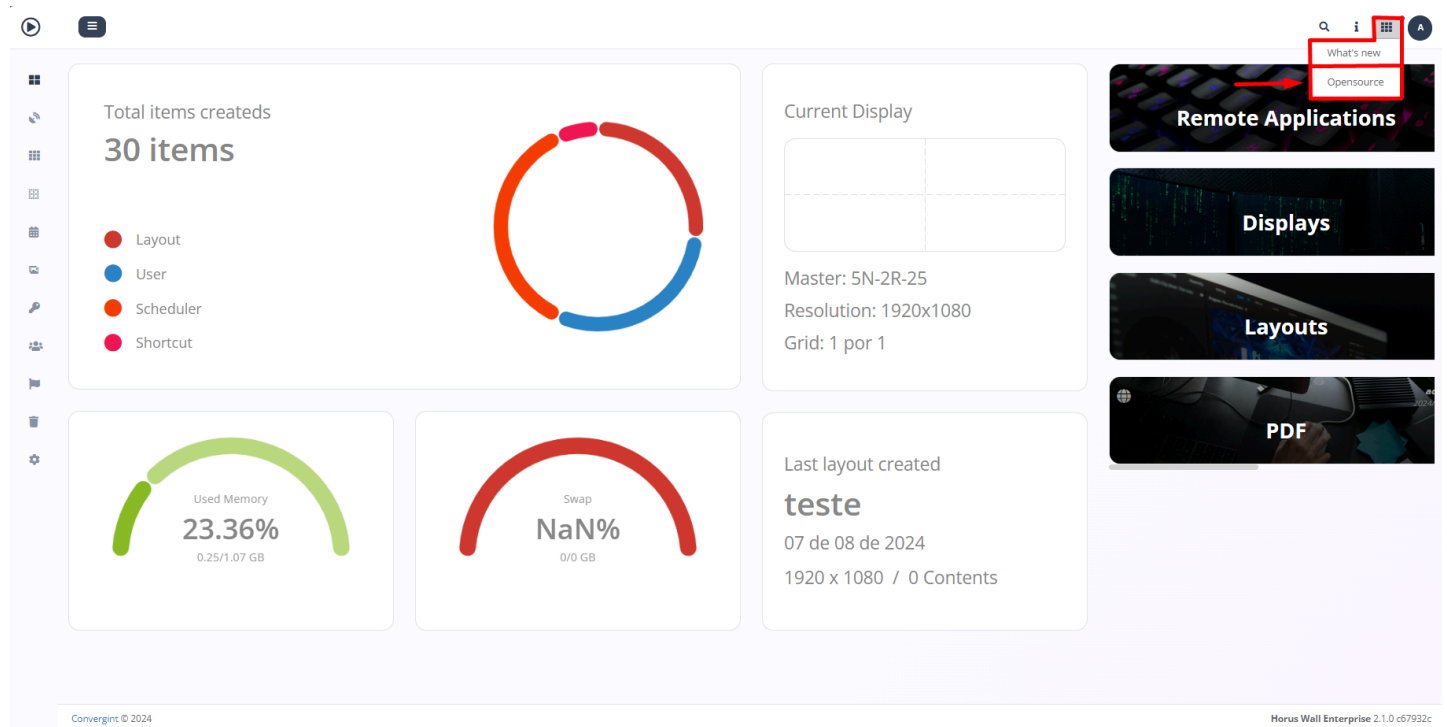 A
What's new
Opensource
Total items createds
30 items
Layout
User
Scheduler
Shortcut
Current Display
Master: 5N-2R-25
Resolution: 1920x1080
Grid: 1 por 1
Remote Applications
Displays
Layouts
PDF
Used Memory
23.36%
0.25/1.07 GB
Swap
NaN%
0/0 GB
Last layout created
teste
07 de 08 de 2024
1920 x 1080 / 0 Contents
Convergint © 2024
Horus Wall Enterprise 2.1.0 c67932c